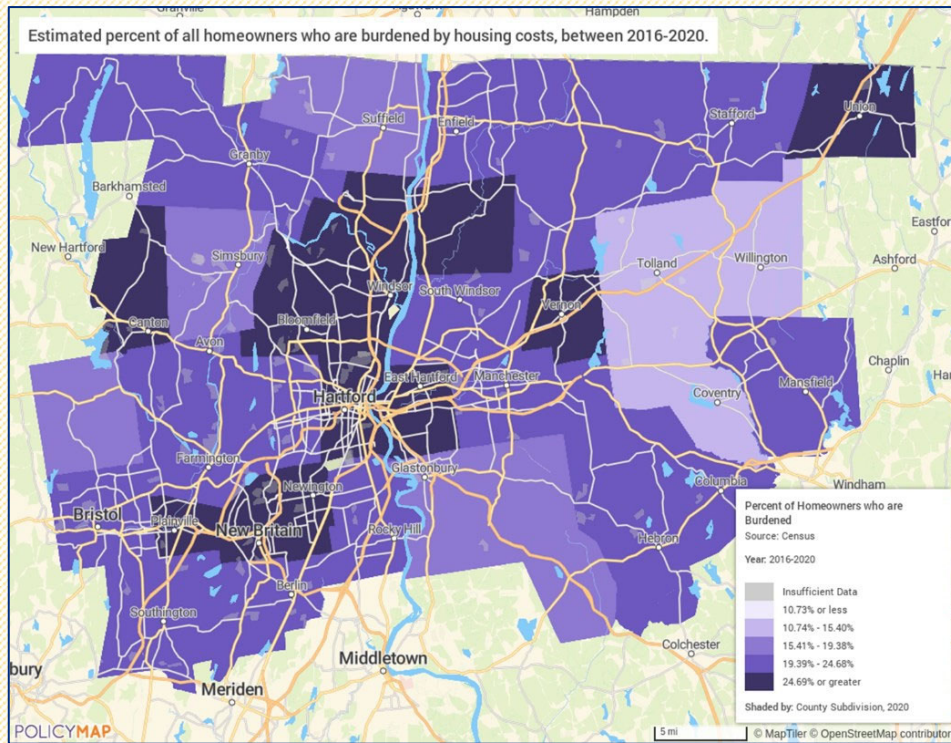 Hampden
Estimated percent of all homeowners who are burdened by housing costs, between 2016-2020.
Suffield
Enfield
Stafford
Union
Granby
Barkhamsted
New Hartford
Simsbury
Eastfor
Tolland
Willington
Ashford
Windsor
South Windsor
Vernon
Canton
Bloomfield
Avon
Chaplin
East Hartford
Manchester
Mansfield
Hartford
Coventry
Farmington
Glastonbury
Columbia
Windham
Newington
Bristol
Plainville
New Britain
Rocky Hill
Hebron
Berlin
Southington
Colchester
Middletown
bury
Meriden
Percent of Homeowners who are
Burdened
Source: Census
Year: 2016-2020
Insufficient Data
10.73% or less
10.74% - 15.40%
15.41% - 19.38%
19.39% - 24.68%
24.69% or greater
Shaded by: County Subdivision, 2020
POLICYMAP
5 mi
© MapTiler © OpenStreetMap contributor